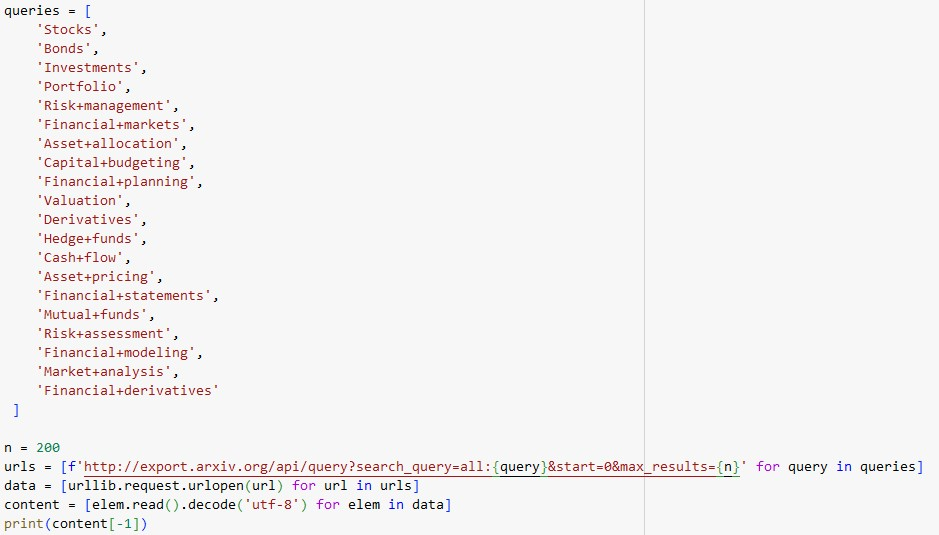 queries = [
    'Stocks',
    'Bonds',
    'Investments',
    'Portfolio',
    'Risk+management',
    'Financial+markets',
    'Asset+allocation',
    'Capital+budgeting',
    'Financial+planning',
    'Valuation',
    'Derivatives',
    'Hedge+funds',
    'Cash+flow',
    'Asset+pricing',
    'Financial+statements',
    'Mutual+funds',
    'Risk+assessment',
    'Financial+modeling',
    'Market+analysis',
    'Financial+derivatives'
 ]

n = 200
urls = [f'http://export.arxiv.org/api/query?search_query=all:{query}&start=0&max_results={n}' for query in queries]
data = [urllib.request.urlopen(url) for url in urls]
content = [elem.read().decode('utf-8') for elem in data]
print(content[-1])